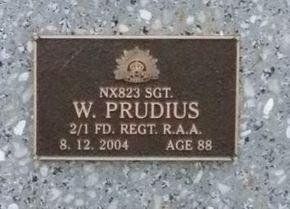 NX823 SGT.
W. PRUDIUS
2/1 FD. REGT. R.A.A.
8. 12. 2004 AGE 88